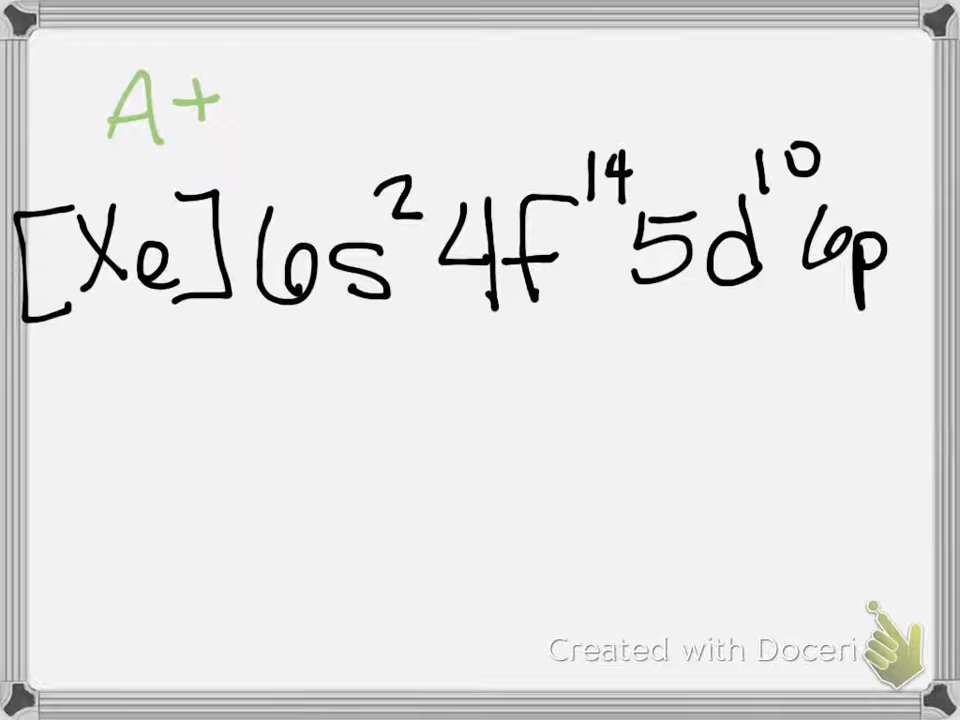 A+
[Xe]6s² 4f¹⁴ 5d¹⁰ 6p
Created with Doceri